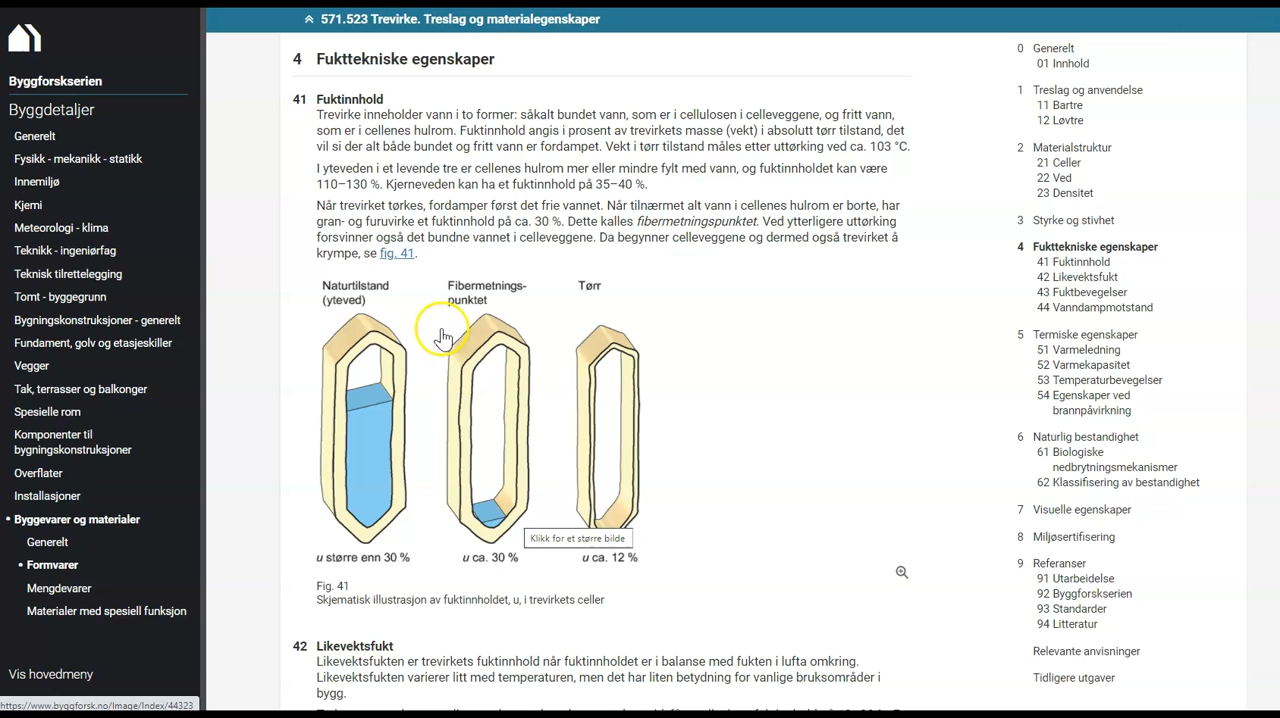 571.523 Trevirke. Treslag og materialegenskaper
Byggforskserien
Byggdetaljer
Generelt
Fysikk - mekanikk - statikk
Innemiljø
Kjemi
Meteorologi - klima
Teknikk - ingeniørfag
Teknisk tilrettelegging
Tomt - byggegrunn
Bygningskonstruksjoner - generelt
Fundament, golv og etasjeskiller
Vegger
Tak, terrasser og balkonger
Spesielle rom
Komponenter til
bygningskonstruksjoner
Overflater
Installasjoner
Byggevarer og materialer
Generelt
Formvarer
Mengdevarer
Materialer med spesiell funksjon
Vis hovedmeny
https://www.byggforsk.no/Image/Index/44323
4 Fukttekniske egenskaper
41 Fuktinnhold
Trevirke inneholder vann i to former: såkalt bundet vann, som er i cellulosen i celleveggene, og fritt vann,
som er i cellenes hulrom. Fuktinnhold angis i prosent av trevirkets masse (vekt) i absolutt tørr tilstand, det
vil si der alt både bundet og fritt vann er fordampet. Vekt i tørr tilstand måles etter uttørking ved ca. 103 °C.
I yteveden i et levende tre er cellenes hulrom mer eller mindre fylt med vann, og fuktinnholdet kan være
110–130 %. Kjerneveden kan ha et fuktinnhold på 35–40 %.
Når trevirket tørkes, fordamper først det frie vannet. Når tilnærmet alt vann i cellenes hulrom er borte, har
gran- og furuvirke et fuktinnhold på ca. 30 %. Dette kalles fibermetningspunktet. Ved ytterligere uttørking
forsvinner også det bundne vannet i celleveggene. Da begynner celleveggene og dermed også trevirket å
krympe, se fig. 41.
Naturtilstand
(yteved)
Fibermetnings-
punktet
Tørr
Klikk for et større bilde
u større enn 30 %
u ca. 30 %
u ca. 12 %
Fig. 41
Skjematisk illustrasjon av fuktinnholdet, u, i trevirkets celler
42 Likevektsfukt
Likevektsfukten er trevirkets fuktinnhold når fuktinnholdet er i balanse med fukten i lufta omkring.
Likevektsfukten varierer litt med temperaturen, men det har liten betydning for vanlige bruksområder i
bygg.
0 Generelt
01 Innhold
1 Treslag og anvendelse
11 Bartre
12 Løvtre
2 Materialstruktur
21 Celler
22 Ved
23 Densitet
3 Styrke og stivhet
4 Fukttekniske egenskaper
41 Fuktinnhold
42 Likevektsfukt
43 Fuktbevegelser
44 Vanndampmotstand
5 Termiske egenskaper
51 Varmeledning
52 Varmekapasitet
53 Temperaturbevegelser
54 Egenskaper ved
brannpåvirkning
6 Naturlig bestandighet
61 Biologiske
nedbrytningsmekanismer
62 Klassifisering av bestandighet
7 Visuelle egenskaper
8 Miljøsertifisering
9 Referanser
91 Utarbeidelse
92 Byggforskserien
93 Standarder
94 Litteratur
Relevante anvisninger
Tidligere utgaver